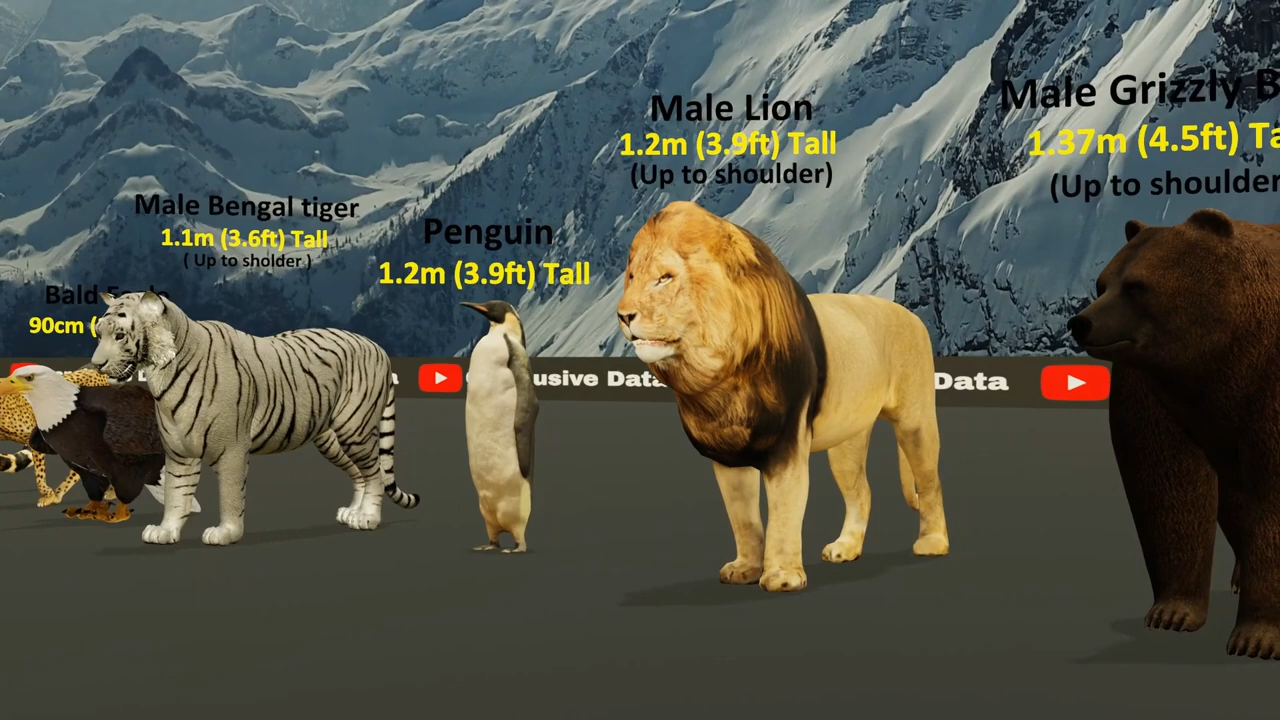 Bald
90cm (
Male Bengal tiger
1.1m (3.6ft) Tall
( Up to sholder )
Penguin
1.2m (3.9ft) Tall
Male Lion
1.2m (3.9ft) Tall
(Up to shoulder)
Male Grizzly B
1.37m (4.5ft) Ta
(Up to shoulder
usive Data
Data